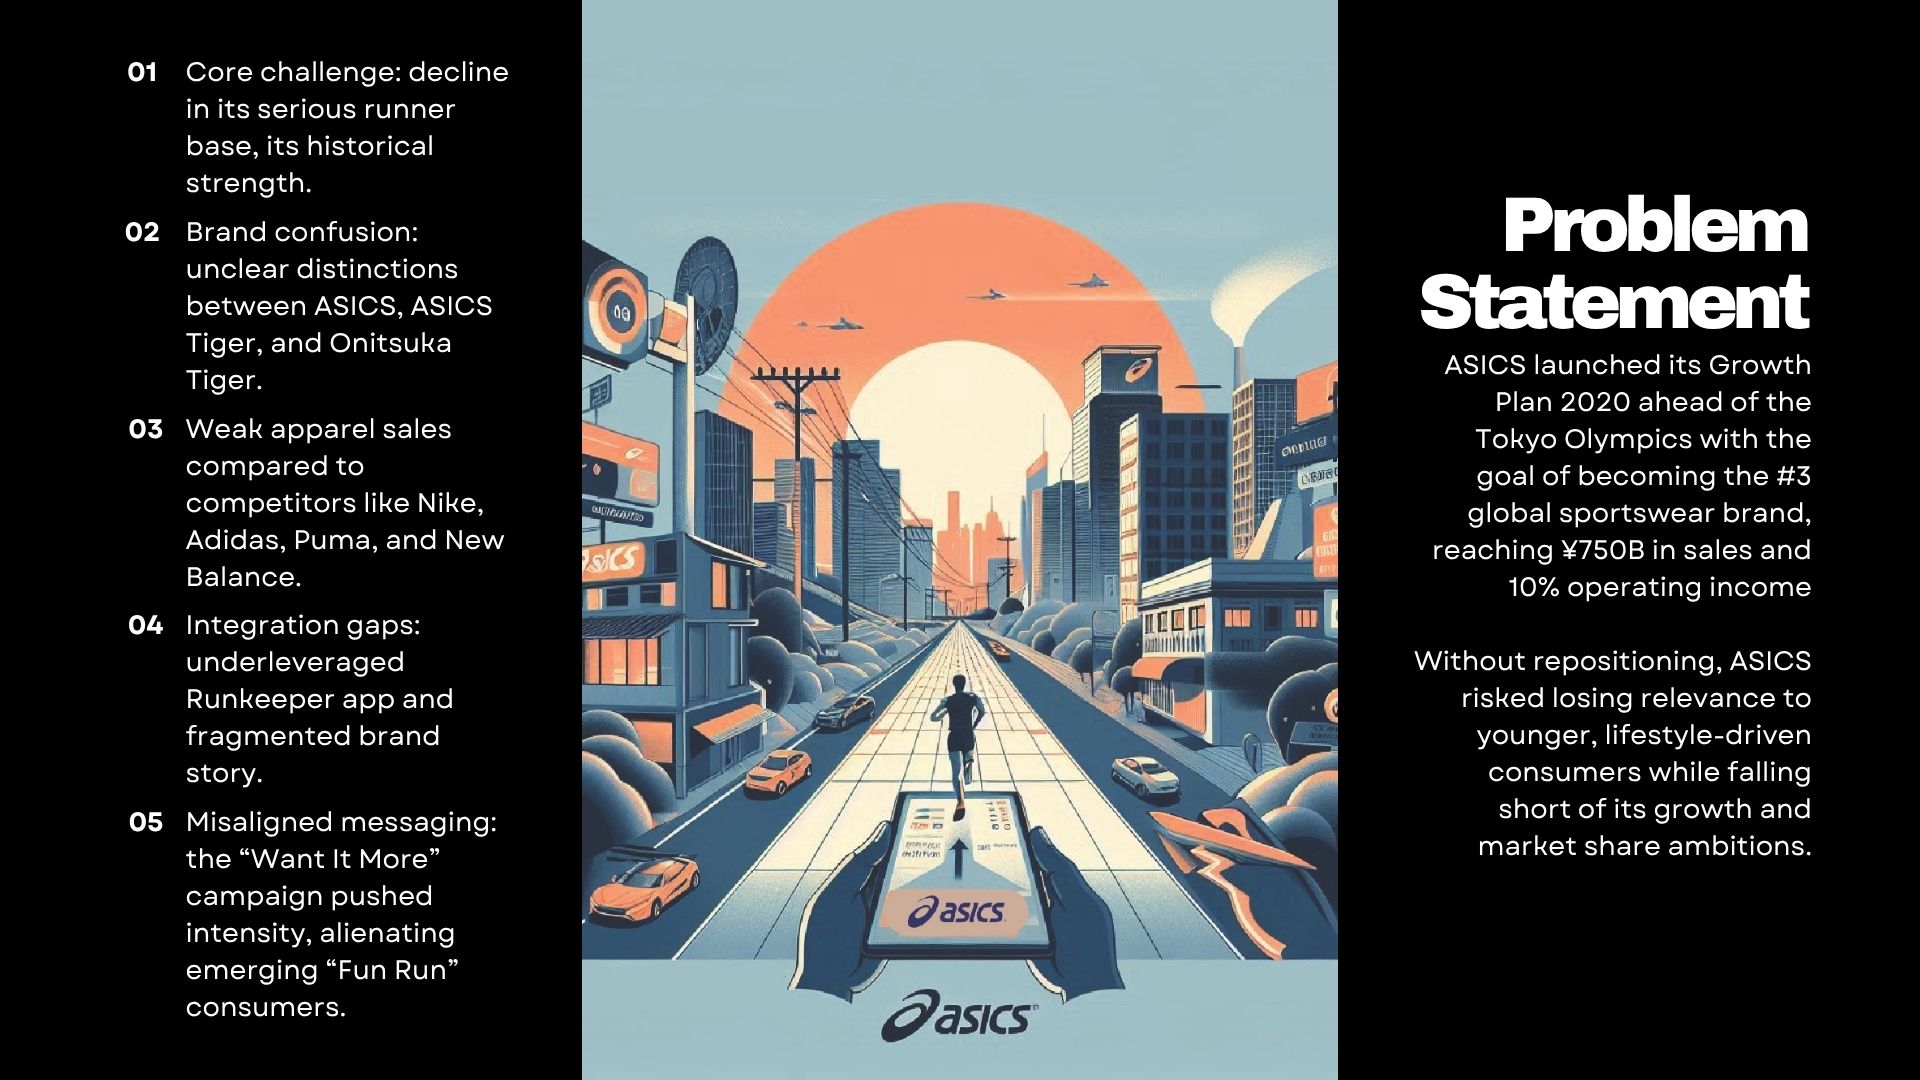 01 Core challenge: decline
in its serious runner
base, its historical
strength.
02 Brand confusion:
unclear distinctions
between ASICS, ASICS
Tiger, and Onitsuka
Tiger.
03 Weak apparel sales
compared to
competitors like Nike,
Adidas, Puma, and New
Balance.
04 Integration gaps:
underleveraged
Runkeeper app and
fragmented brand
story.
05 Misaligned messaging:
the “Want It More”
campaign pushed
intensity, alienating
emerging “Fun Run”
consumers.
asics
asics
Problem
Statement
ASICS launched its Growth
Plan 2020 ahead of the
Tokyo Olympics with the
goal of becoming the #3
global sportswear brand,
reaching ¥750B in sales and
10% operating income
Without repositioning, ASICS
risked losing relevance to
younger, lifestyle-driven
consumers while falling
short of its growth and
market share ambitions.